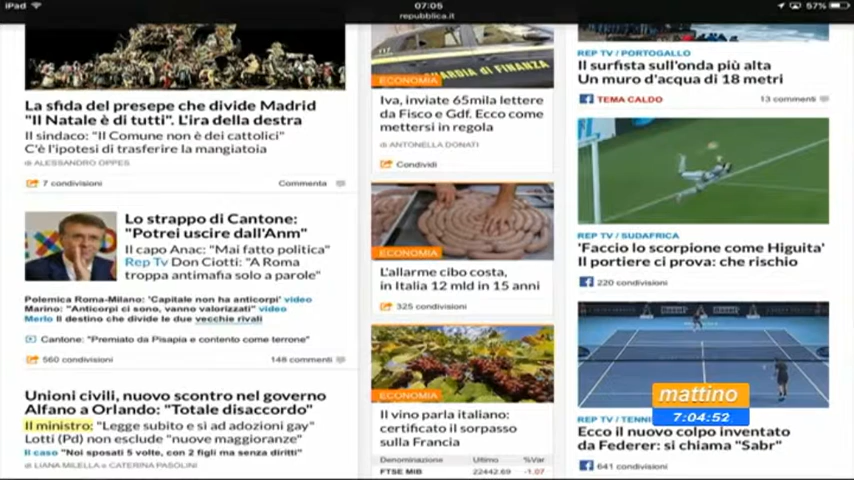 iPad
07:05
57%
repubblica.it
La sfida del presepe che divide Madrid
"Il Natale è di tutti". L'ira della destra
Il sindaco: "Il Comune non è dei cattolici"
C'è l'ipotesi di trasferire la mangiatoia
di ALESSANDRO OPPES
7 condivisioni
Commenta
Lo strappo di Cantone:
"Potrei uscire dall'Anm"
Il capo Anac: "Mai fatto politica"
Rep Tv Don Ciotti: "A Roma
troppa antimafia solo a parole"
Polemica Roma-Milano: 'Capitale non ha anticorpi' video
Marino: "Anticorpi ci sono, vanno valorizzati" video
Merlo Il destino che divide le due vecchie rivali
Cantone: "Premiato da Pisapia e contento come terrone"
560 condivisioni
148 commenti
Unioni civili, nuovo scontro nel governo
Alfano a Orlando: "Totale disaccordo"
Il ministro: "Legge subito e sì ad adozioni gay"
Lotti (Pd) non esclude "nuove maggioranze"
Il caso "Noi sposati 5 volte, con 2 figli ma senza diritti"
di LIANA MILELLA e CATERINA PASOLINI
GUARDIA di FINANZA
ECONOMIA
Iva, inviate 65mila lettere
da Fisco e Gdf. Ecco come
mettersi in regola
di ANTONELLA DONATI
Condividi
ECONOMIA
L'allarme cibo costa,
in Italia 12 mld in 15 anni
325 condivisioni
ECONOMIA
Il vino parla italiano:
certificato il sorpasso
sulla Francia
Denominazione Ultimo %Var
FTSE MIB 22442.69 -1.07
REP TV / PORTOGALLO
Il surfista sull'onda più alta
Un muro d'acqua di 18 metri
TEMA CALDO
13 commenti
REP TV / SUDAFRICA
'Faccio lo scorpione come Higuita'
Il portiere ci prova: che rischio
220 condivisioni
mattino
7:04:52
REP TV / TENNIS
Ecco il nuovo colpo inventato
da Federer: si chiama "Sabr"
641 condivisioni